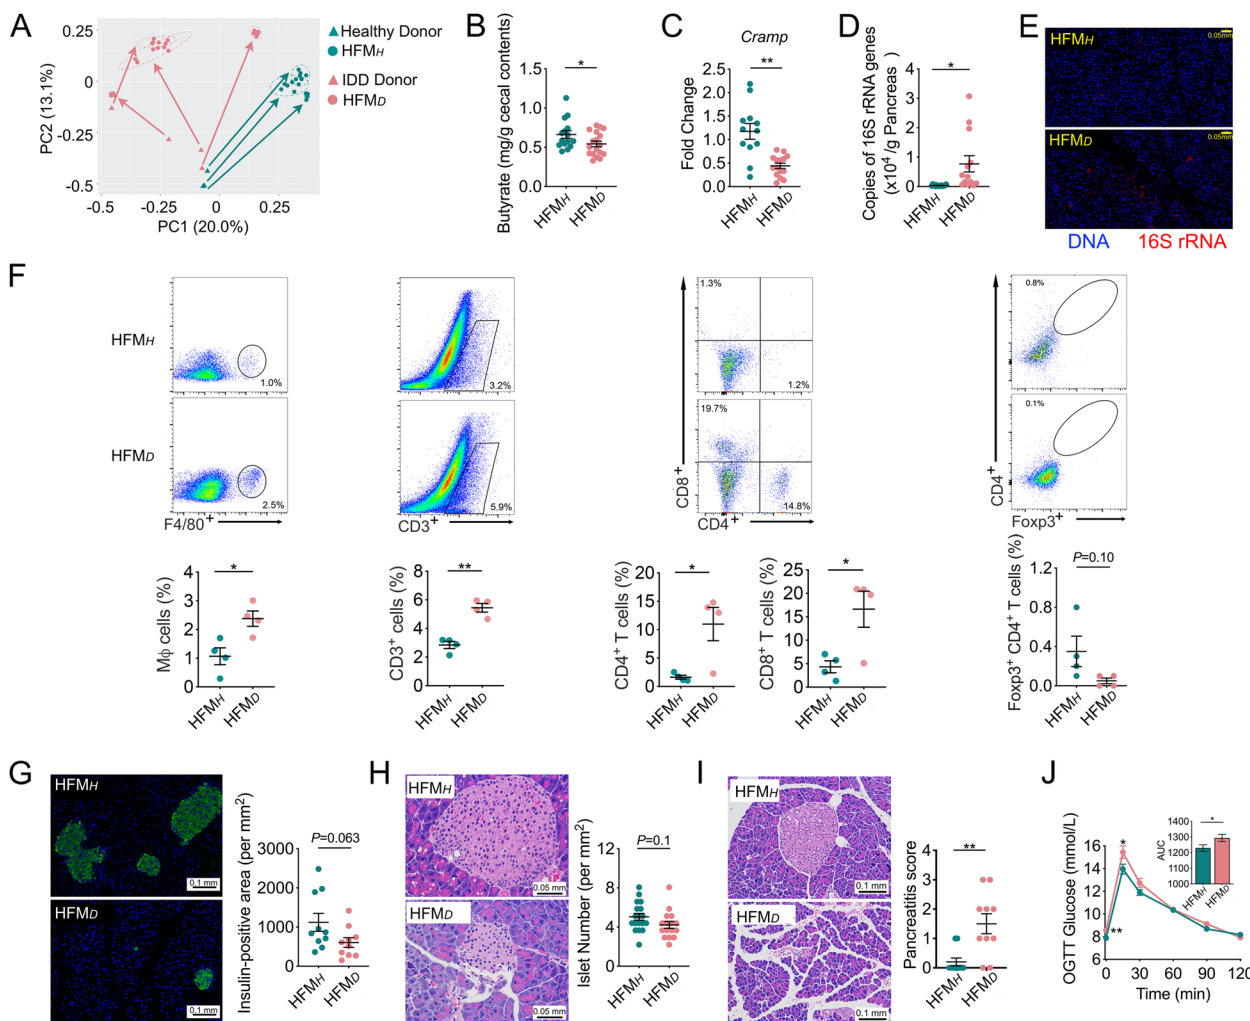 A
0.25
0
-0.25
-0.5
PC2 (13.1%)
-0.5
-0.25
0
0.25
PC1 (20.0%)
Healthy Donor
HFMH
IDD Donor
HFMD
B
Butyrate (mg/g cecal contents)
1.5
1.0
0.5
0.0
*
HFMH
HFMD
C
Cramp
Fold Change
2.5
2.0
1.5
1.0
0.5
0.0
**
HFMH
HFMD
D
Copies of 16S rRNA genes
(x10⁴ /g Pancreas)
4
3
2
1
0
*
HFMH
HFMD
E
HFMH
0.05mm
HFMD
0.05mm
DNA
16S rRNA
F
HFMH
1.0%
3.2%
1.3%
1.2%
0.8%
HFMD
2.5%
5.9%
19.7%
14.8%
0.1%
F4/80⁺
CD3⁺
CD8⁺
CD4⁺
CD4⁺
Foxp3⁺
Mφ cells (%)
4
3
2
1
0
*
HFMH
HFMD
CD3⁺ cells (%)
8
6
4
2
0
**
HFMH
HFMD
CD4⁺ T cells (%)
20
15
10
5
0
*
HFMH
HFMD
CD8⁺ T cells (%)
25
20
15
10
5
0
*
HFMH
HFMD
Foxp3⁺ CD4⁺ T cells (%)
1.2
0.8
0.4
0.0
P=0.10
HFMH
HFMD
G
HFMH
0.1 mm
HFMD
0.1 mm
Insulin-positive area (per mm²)
3000
2000
1000
0
P=0.063
HFMH
HFMD
H
HFMH
0.05 mm
HFMD
0.05 mm
Islet Number (per mm²)
12
8
4
0
P=0.1
HFMH
HFMD
I
HFMH
0.1 mm
HFMD
0.1 mm
Pancreatitis score
4
3
2
1
0
**
HFMH
HFMD
J
OGTT Glucose (mmol/L)
16
14
12
10
8
6
*
**
0
30
60
90
120
Time (min)
AUC
1400
1300
1200
1100
1000
*
HFMH
HFMD